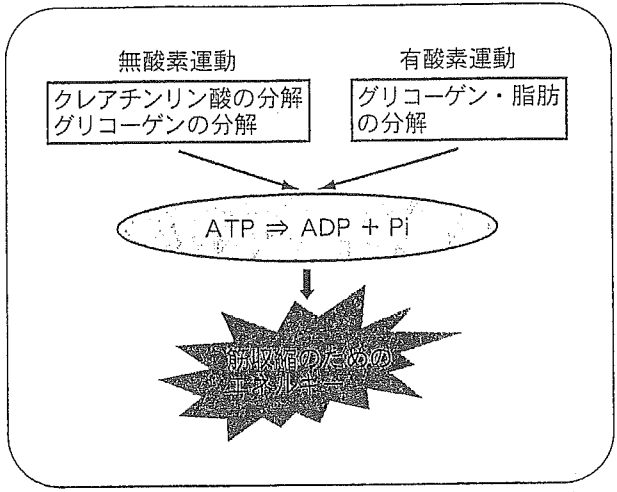 無酸素運動
クレアチンリン酸の分解
グリコーゲンの分解
有酸素運動
グリコーゲン・脂肪
の分解
ATP ⇒ ADP + Pi
筋収縮のための
エネルギー